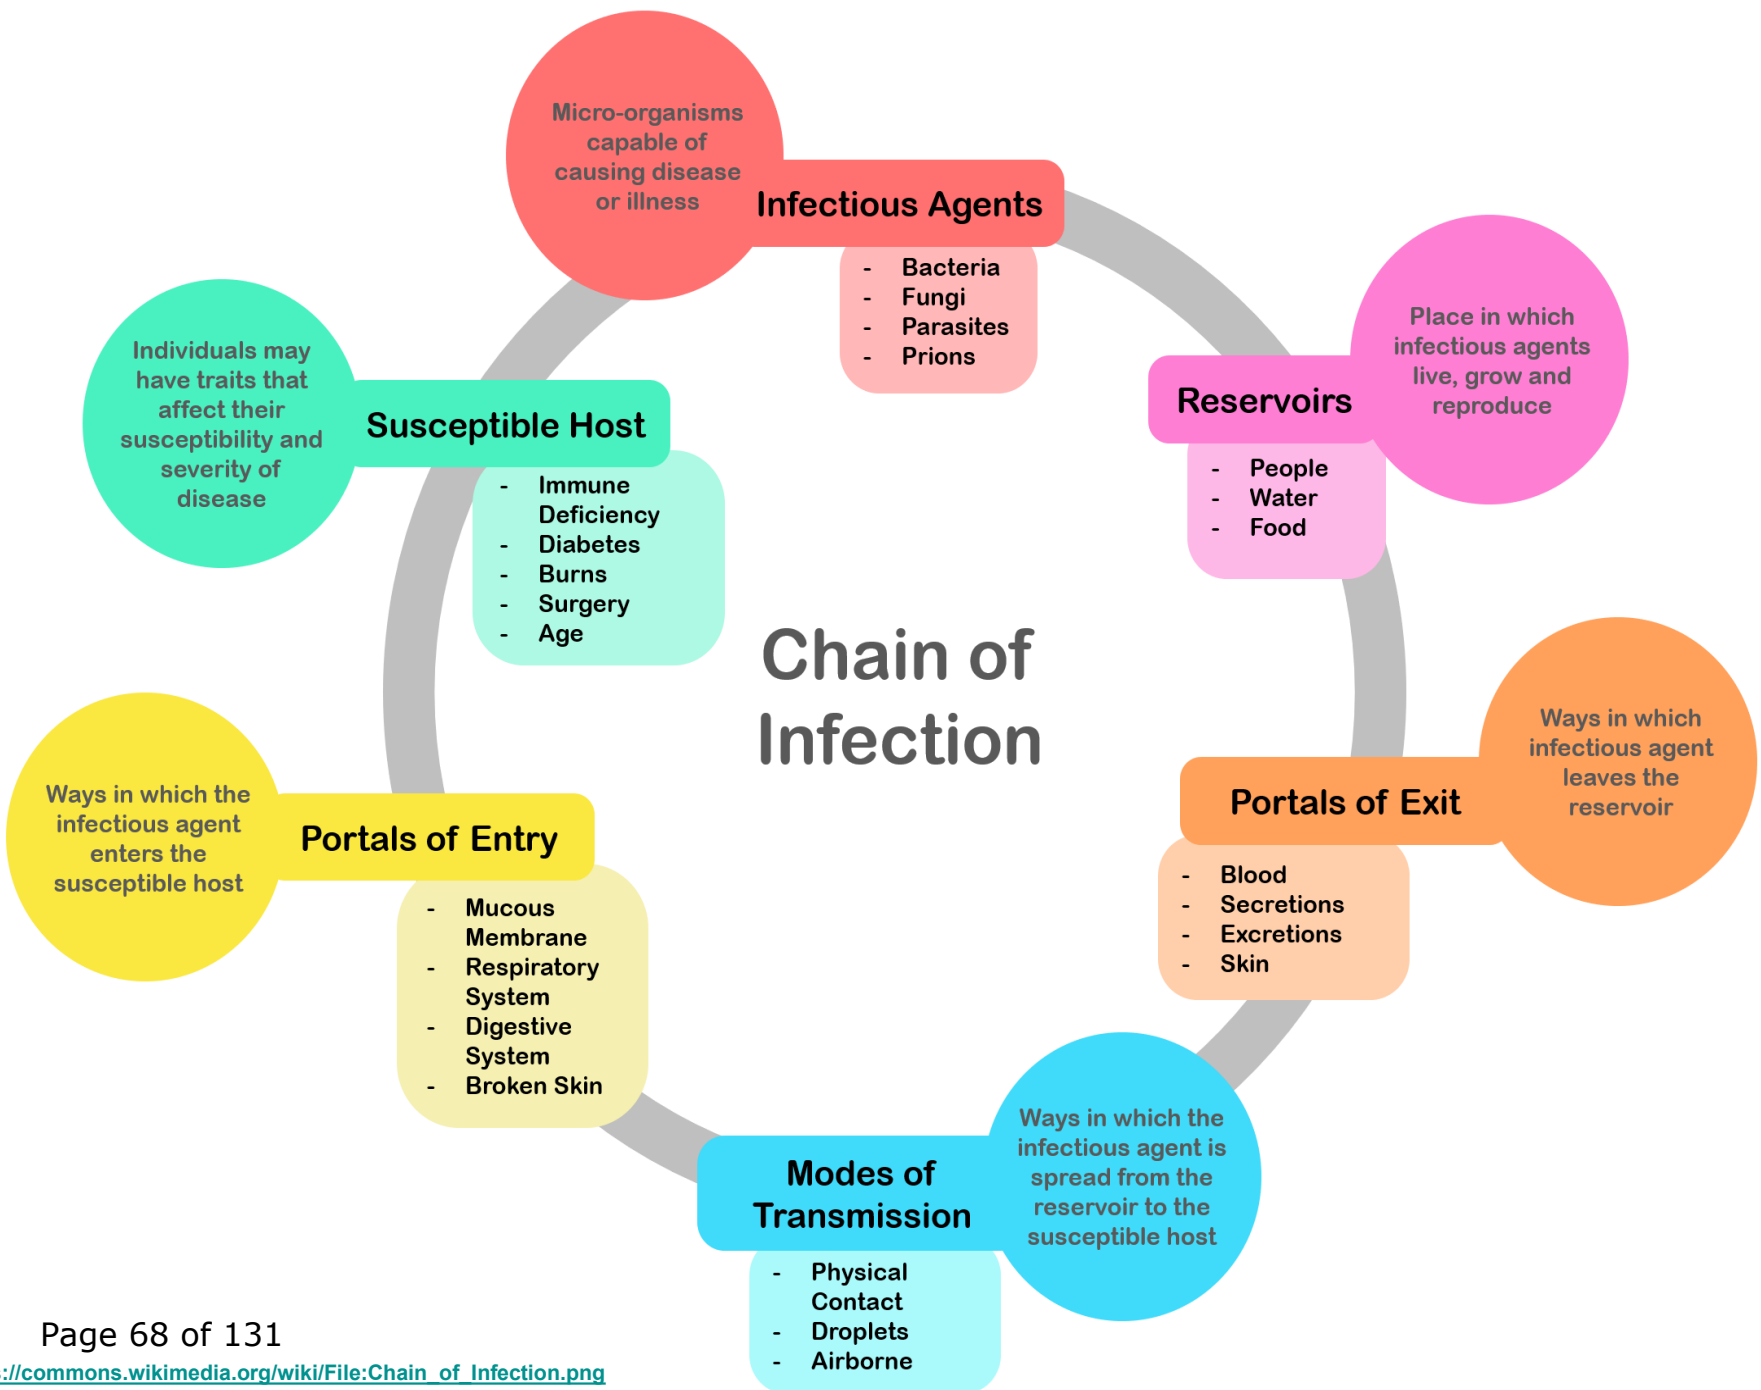 Micro-organisms
capable of
causing disease
or illness
Infectious Agents
- Bacteria
- Fungi
- Parasites
- Prions
Place in which
infectious agents
live, grow and
reproduce
Reservoirs
- People
- Water
- Food
Ways in which
infectious agent
leaves the
reservoir
Portals of Exit
- Blood
- Secretions
- Excretions
- Skin
Ways in which the
infectious agent is
spread from the
reservoir to the
susceptible host
Modes of
Transmission
- Physical
Contact
- Droplets
- Airborne
Ways in which the
infectious agent
enters the
susceptible host
Portals of Entry
- Mucous
Membrane
- Respiratory
System
- Digestive
System
- Broken Skin
Individuals may
have traits that
affect their
susceptibility and
severity of
disease
Susceptible Host
- Immune
Deficiency
- Diabetes
- Burns
- Surgery
- Age
Chain of
Infection
Page 68 of 131
://commons.wikimedia.org/wiki/File:Chain_of_Infection.png